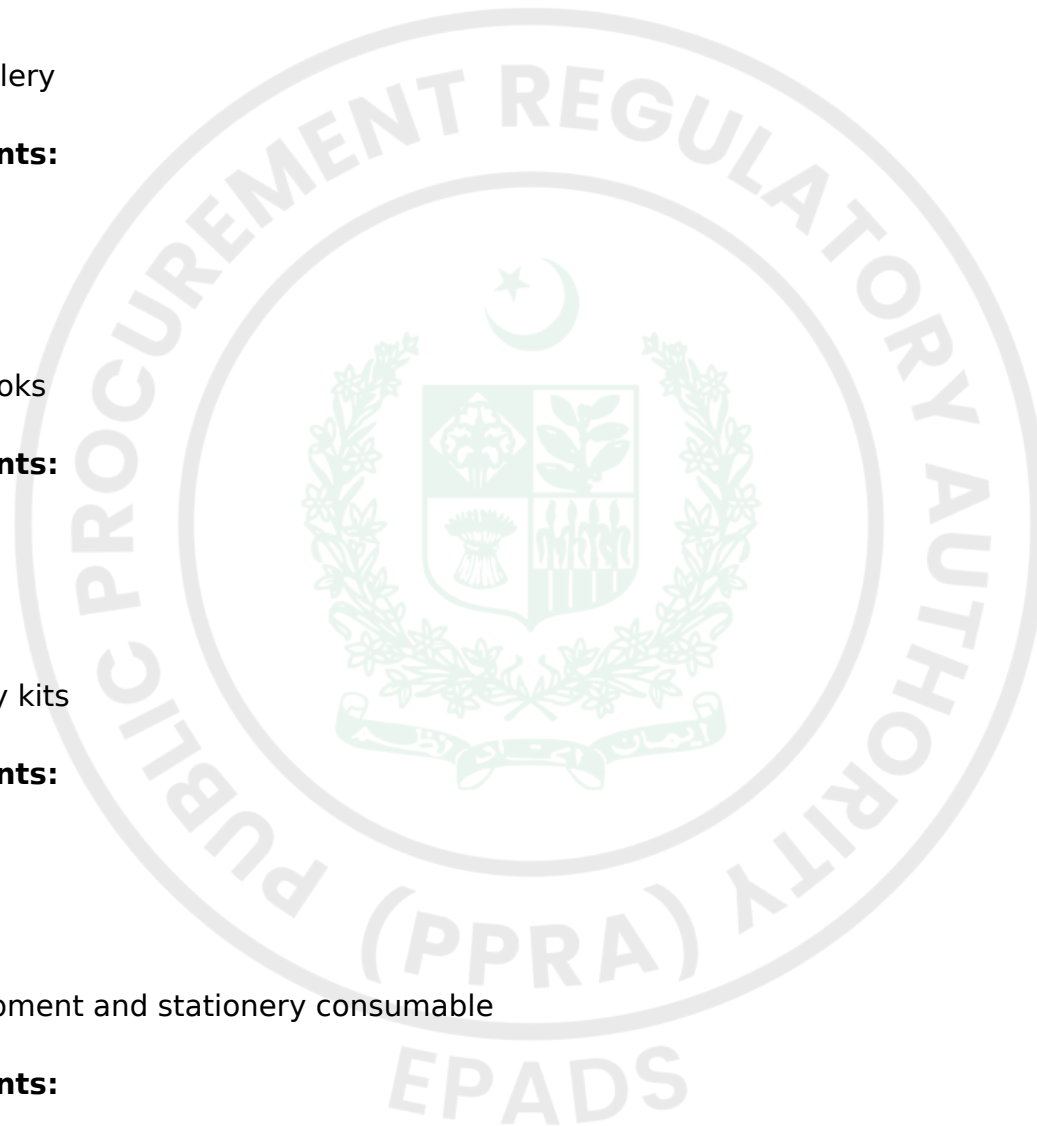 lery
nts:
oks
nts:
y kits
nts:
pment and stationery consumable
nts:
PUBLIC PROCUREMENT REGULATORY AUTHORITY
(PPRA)
EPADS